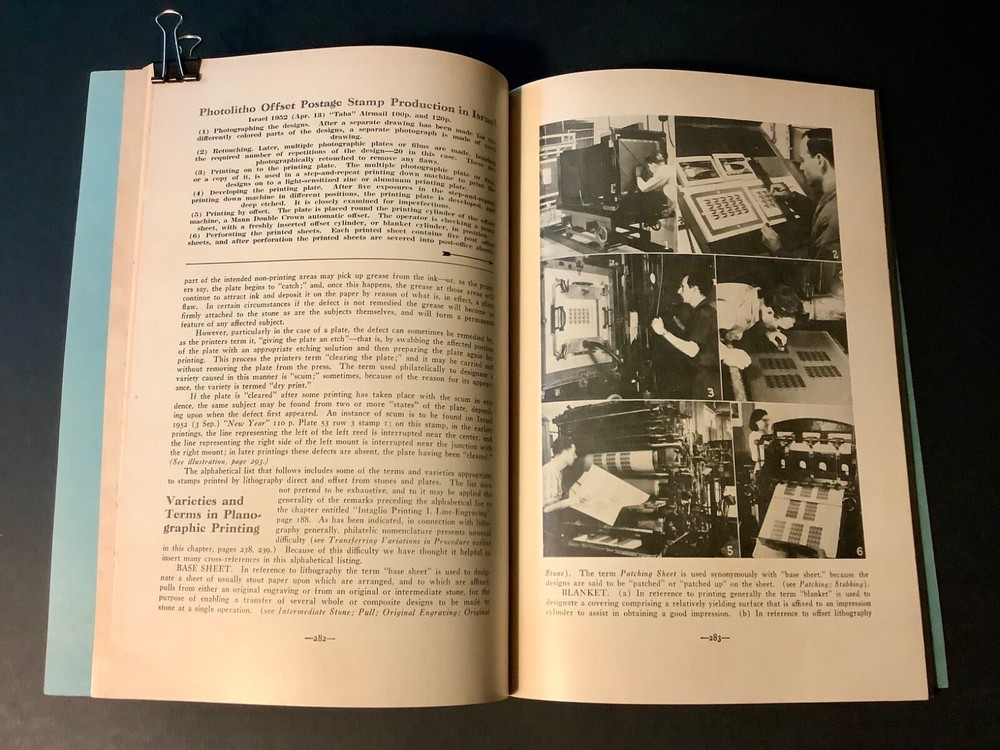 Photolitho Offset Postage Stamp Production in Israel
Israel 1952 (Apr. 13) "Taba" Airmail 100p. and 120p.
(1) Photographing the designs. After a separate drawing has been made for the
differently colored parts of the designs, a separate photograph is made of each
drawing.
(2) Retouching. Later, multiple photographic plates or films are made, bearing
the required number of repetitions of the design—20 in this case. These are
photographically retouched to remove any flaws.
(3) Printing on to the printing plate. The multiple photographic plate or film,
or a copy of it, is used in a step-and-repeat printing down machine to print the
designs on to a light-sensitized zinc or aluminum printing plate.
(4) Developing the printing plate. After five exposures in the step-and-repeat
printing down machine in different positions, the printing plate is developed, and
deep etched. It is closely examined for imperfections.
(5) Printing by offset. The plate is placed round the printing cylinder of the offset
machine, a Mann Double Crown automatic offset. The operator is checking a printed
sheet, with a freshly inserted offset cylinder, or blanket cylinder, in position.
(6) Perforating the printed sheets. Each printed sheet contains five post office
sheets, and after perforation the printed sheets are severed into post-office sheets.
part of the intended non-printing areas may pick up grease from the ink—or, as the print-
ers say, the plate begins to "catch;" and, once this happens, the grease at those areas will
continue to attract ink and deposit it on the paper by reason of what is, in effect, a plate
flaw. In certain circumstances if the defect is not remedied the grease will become as
firmly attached to the stone as are the subjects themselves, and will form a permanent
feature of any affected subject.
However, particularly in the case of a plate, the defect can sometimes be remedied by,
as the printers term it, "giving the plate an etch"—that is, by swabbing the affected portion
of the plate with an appropriate etching solution and then preparing the plate again for
printing. This process the printers term "clearing the plate;" and it may be carried out
without removing the plate from the press. The term used philatelically to designate a
variety caused in this manner is "scum;" sometimes, because of the reason for its appear-
ance, the variety is termed "dry print."
If the plate is "cleared" after some printing has taken place with the scum in evi-
dence, the same subject may be found from two or more "states" of the plate, depend-
ing upon when the defect first appeared. An instance of scum is to be found on Israel
1952 (3 Sep.) "New Year" 110 p. Plate 53 row 3 stamp 1; on this stamp, in the earlier
printings, the line representing the left of the left reed is interrupted near the center, and
the line representing the right side of the left mount is interrupted near the junction with
the right mount; in later printings these defects are absent, the plate having been "cleared."
(See illustration, page 293.)
The alphabetical list that follows includes some of the terms and varieties appropriate
to stamps printed by lithography direct and offset from stones and plates. The list does
Varieties and
Terms in Plano-
graphic Printing
not pretend to be exhaustive, and to it may be applied the
generality of the remarks preceding the alphabetical list to
the chapter entitled "Intaglio Printing I. Line-Engraving",
page 188. As has been indicated, in connection with litho-
graphy generally, philatelic nomenclature presents unusual
difficulty (see Transferring Variations in Procedure earlier
in this chapter, pages 238, 239.) Because of this difficulty we have thought it helpful to
insert many cross-references in this alphabetical listing.
BASE SHEET. In reference to lithography the term "base sheet" is used to desig-
nate a sheet of usually stout paper upon which are arranged, and to which are affixed,
pulls from either an original engraving or from an original or intermediate stone, for the
purpose of enabling a transfer of several whole or composite designs to be made to
stone at a single operation. (see Intermediate Stone; Pull; Original Engraving; Original
—282—
2
3
5
6
Stone). The term Patching Sheet is used synonymously with "base sheet," because the
designs are said to be "patched" or "patched up" on the sheet. (see Patching; Stabbing).
BLANKET. (a) In reference to printing generally the term "blanket" is used to
designate a covering comprising a relatively yielding surface that is affixed to an impression
cylinder to assist in obtaining a good impression. (b) In reference to offset lithography
—283—